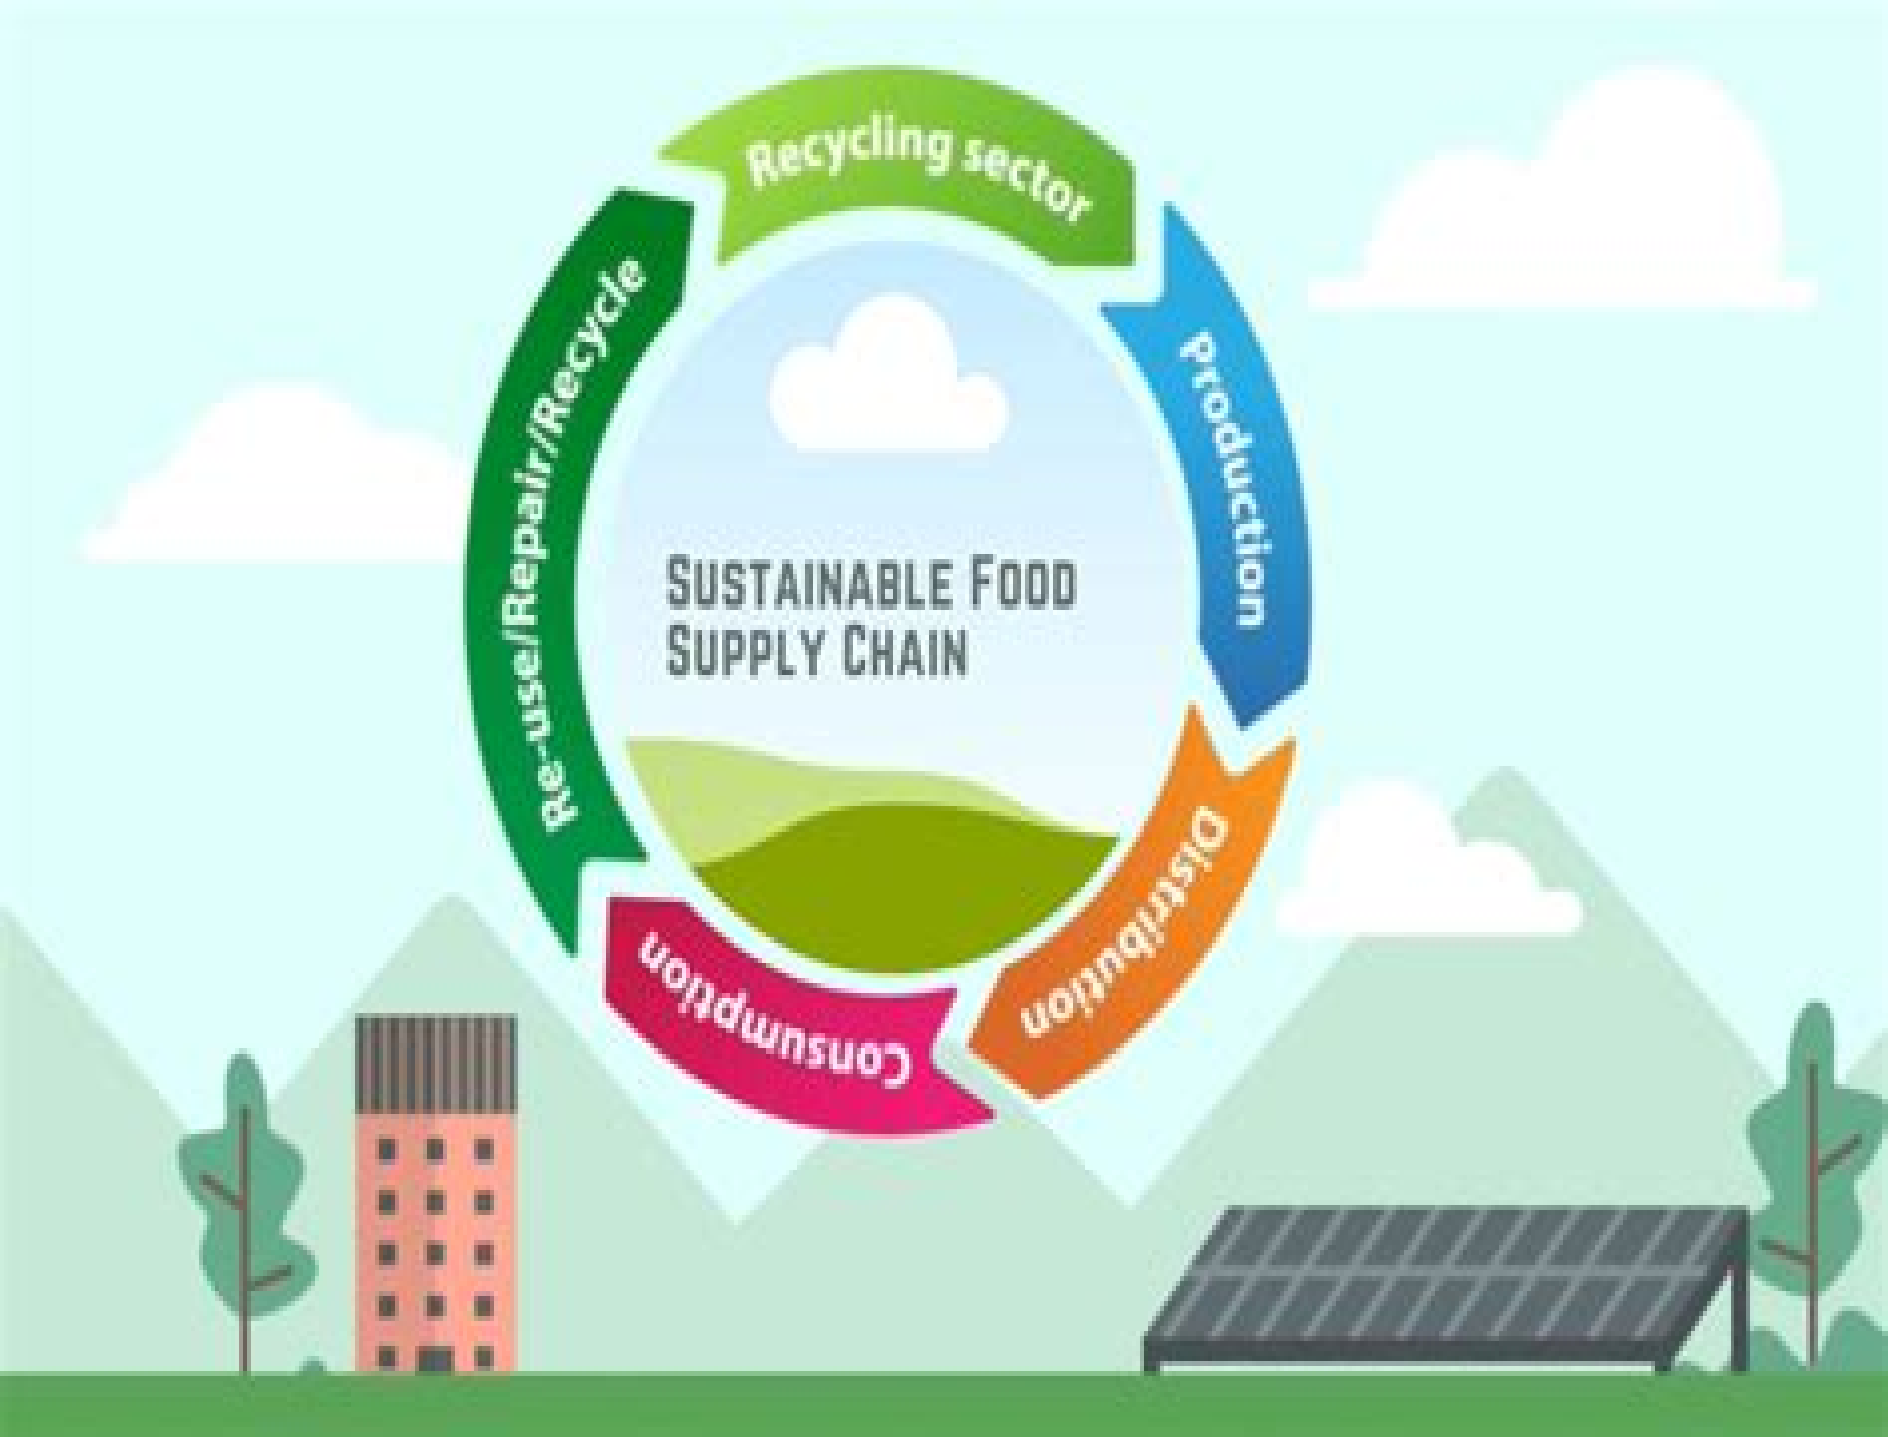 Recycling sector
Production
Distribution
Consumption
Re-use/Repair/Recycle
SUSTAINABLE FOOD
SUPPLY CHAIN